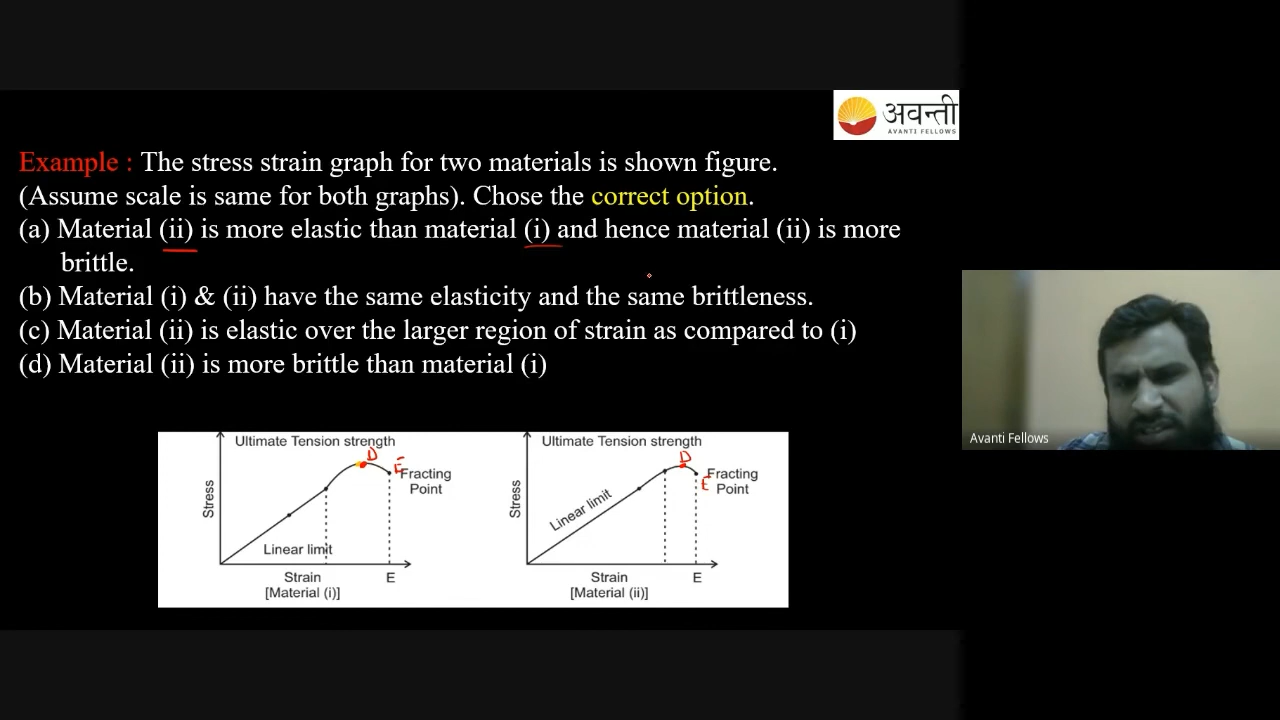 अवन्ती
AVANTI FELLOWS
Example : The stress strain graph for two materials is shown figure.
(Assume scale is same for both graphs). Chose the correct option.
(a) Material (ii) is more elastic than material (i) and hence material (ii) is more
brittle.
(b) Material (i) & (ii) have the same elasticity and the same brittleness.
(c) Material (ii) is elastic over the larger region of strain as compared to (i)
(d) Material (ii) is more brittle than material (i)
Avanti Fellows
Ultimate Tension strength
D
E
Fracting
Point
Stress
Linear limit
Strain
E
[Material (i)]
Ultimate Tension strength
D
Fracting
E
Point
Stress
Linear limit
Strain
E
[Material (ii)]